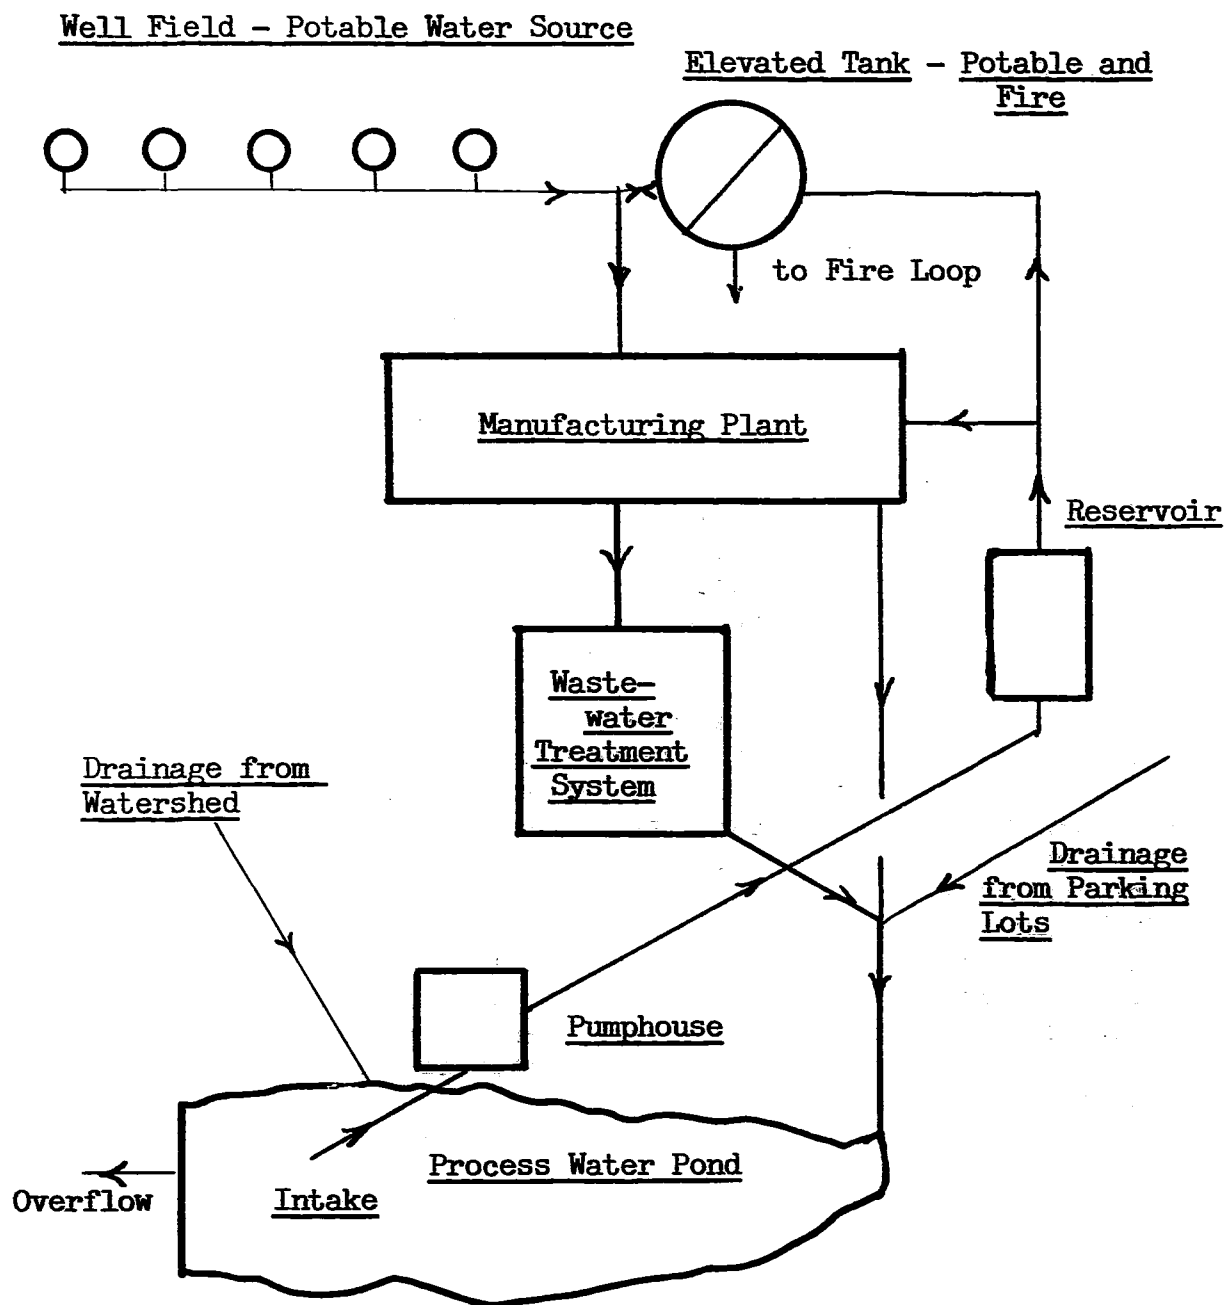 Well Field - Potable Water Source
Elevated Tank - Potable and
Fire
to Fire Loop
Manufacturing Plant
Reservoir
Waste-
water
Treatment
System
Drainage from
Watershed
Drainage
from Parking
Lots
Pumphouse
Process Water Pond
Overflow
Intake